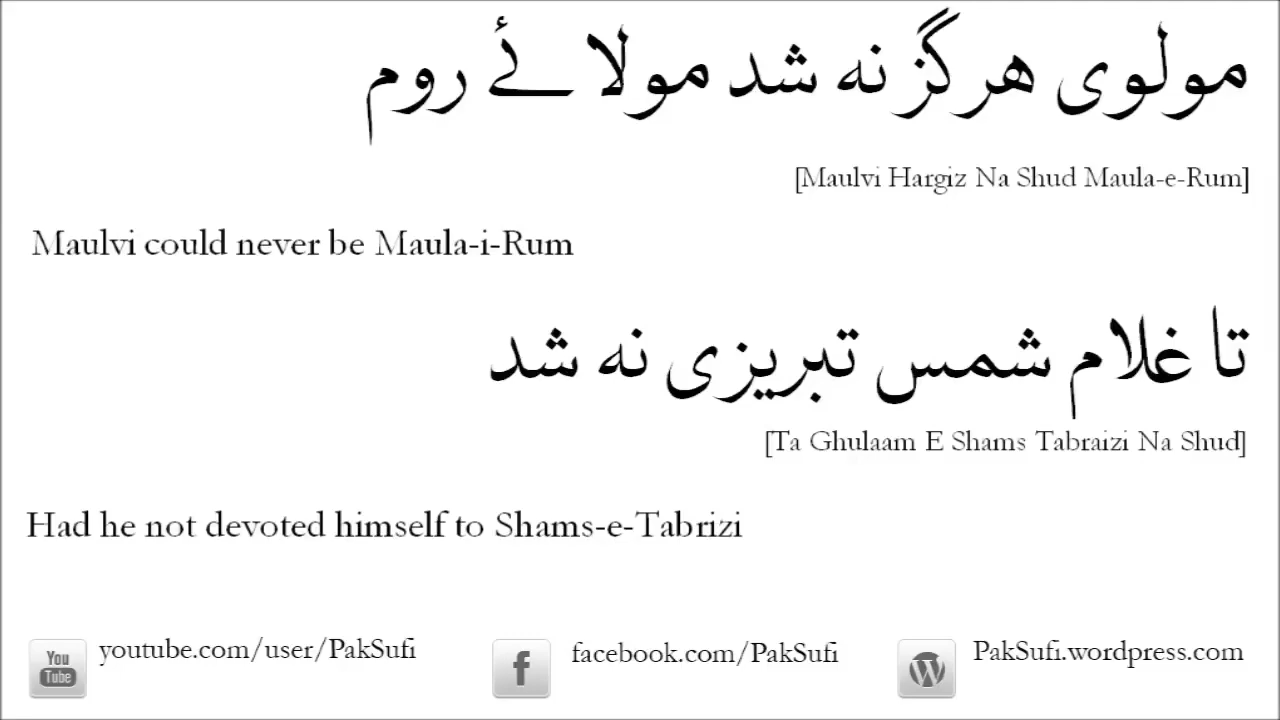 مولوی ہرگز نہ شد مولائے روم
[Maulvi Hargiz Na Shud Maula-e-Rum]
Maulvi could never be Maula-i-Rum
تا غلام شمس تبریزی نہ شد
[Ta Ghulaam E Shams Tabraizi Na Shud]
Had he not devoted himself to Shams-e-Tabrizi
You Tube youtube.com/user/PakSufi f facebook.com/PakSufi W PakSufi.wordpress.com